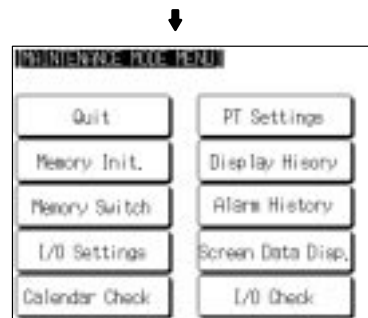 [MAINTENANCE MODE MENU]
Quit
PT Settings
Memory Init.
Display Hisory
Memory Switch
Alarm History
I/O Settings
Screen Data Disp.
Calendar Check
I/O Check